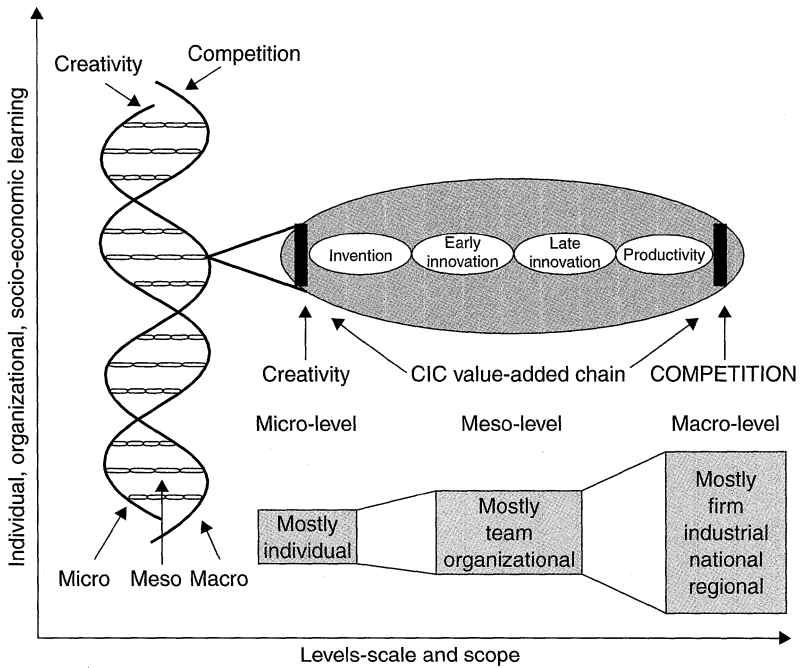 Individual, organizational, socio-economic learning
Creativity
Competition
Invention
Early
innovation
Late
innovation
Productivity
Creativity
CIC value-added chain
COMPETITION
Micro-level
Meso-level
Macro-level
Mostly
individual
Mostly
team
organizational
Mostly
firm
industrial
national
regional
Micro
Meso
Macro
Levels-scale and scope